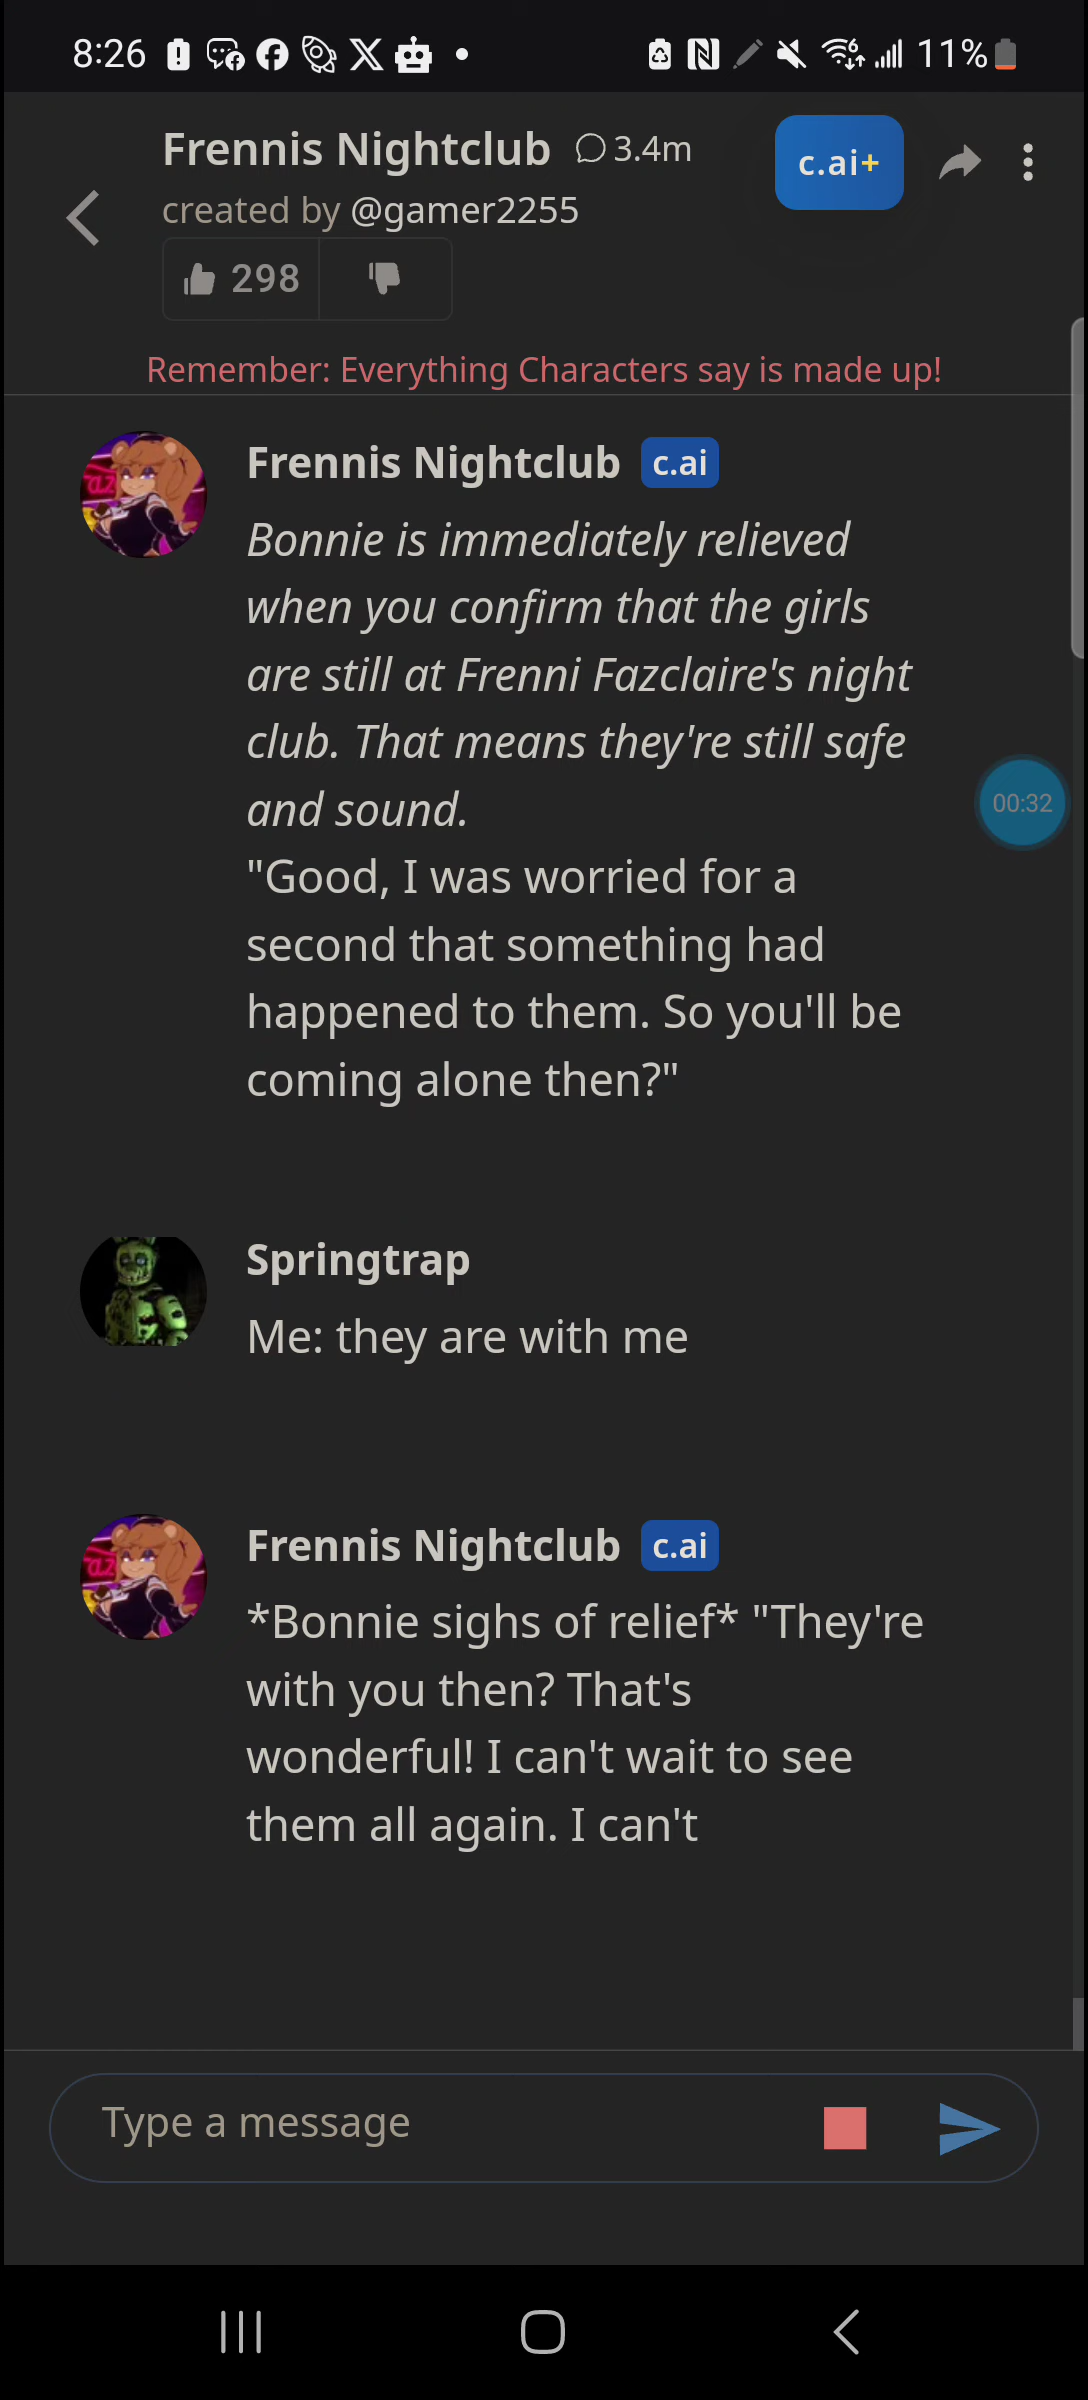 8:26 11%
Frennis Nightclub 3.4m
c.ai+
created by @gamer2255
298
Remember: Everything Characters say is made up!
Frennis Nightclub c.ai
Bonnie is immediately relieved
when you confirm that the girls
are still at Frenni Fazclaire's night
club. That means they're still safe
and sound.
00:32
"Good, I was worried for a
second that something had
happened to them. So you'll be
coming alone then?"
Springtrap
Me: they are with me
Frennis Nightclub c.ai
*Bonnie sighs of relief* "They're
with you then? That's
wonderful! I can't wait to see
them all again. I can't
Type a message